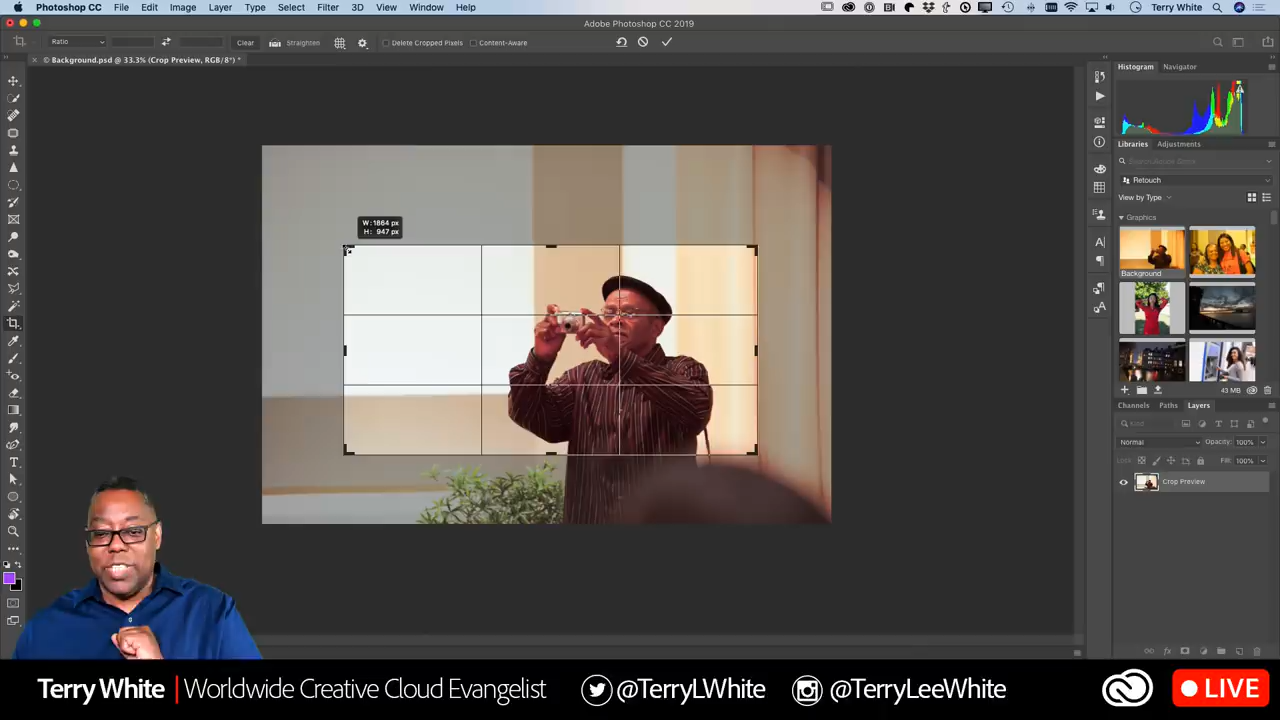 Photoshop CC File Edit Image Layer Type Select Filter 3D View Window Help Terry White
Adobe Photoshop CC 2019
Ratio Clear Straighten Delete Cropped Pixels Content-Aware
© Background.psd @ 33.3% (Crop Preview, RGB/8*) *
Histogram Navigator
Libraries Adjustments
Retouch
View by Type
Graphics
W: 1864 px
H: 947 px
Background
43 MB
Channels Paths Layers
Kind
Normal Opacity: 100%
Lock: Fill: 100%
Crop Preview
Terry White | Worldwide Creative Cloud Evangelist @TerryLWhite @TerryLeeWhite LIVE